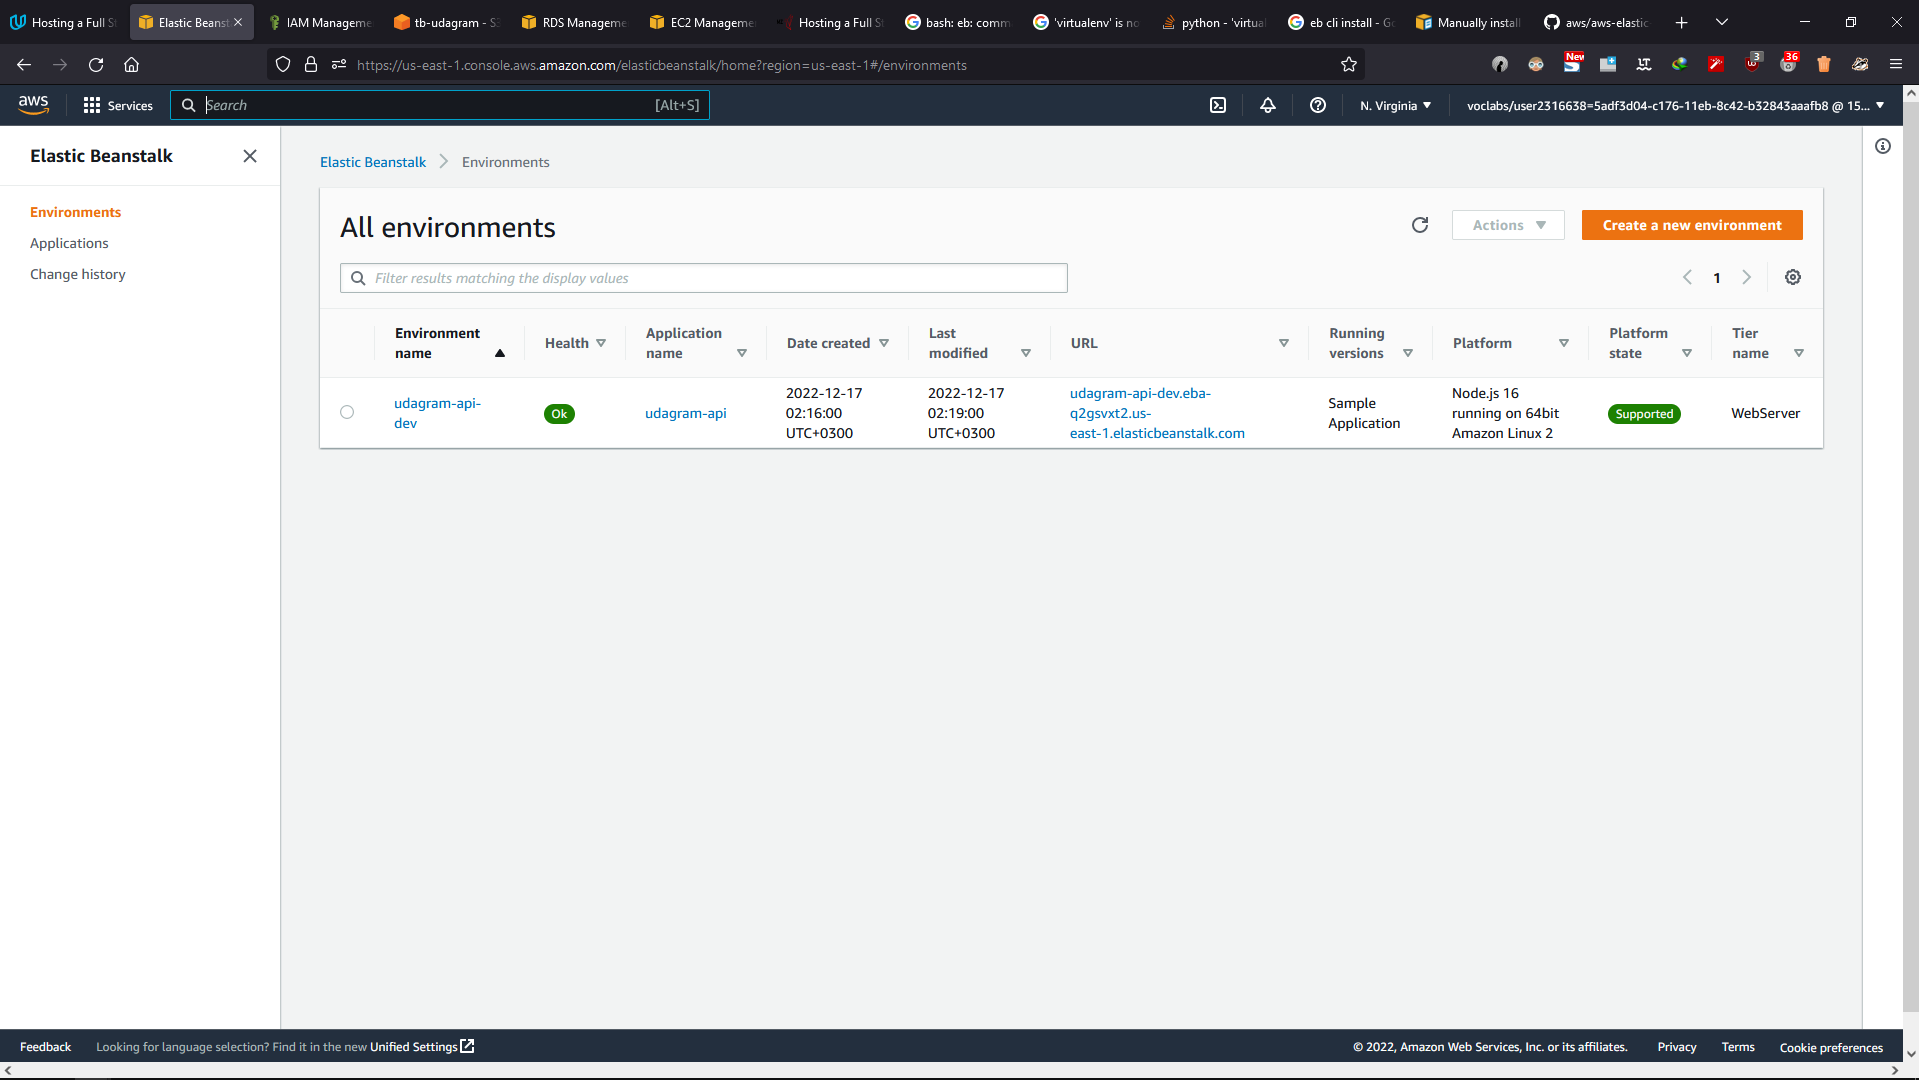 Hosting a Full St
Elastic Beanst
IAM Manageme
tb-udagram - S3
RDS Manageme
EC2 Manageme
Hosting a Full St
bash: eb: comm
'virtualenv' is no
python - 'virtual
eb cli install - Go
Manually install
aws/aws-elastic
https://us-east-1.console.aws.amazon.com/elasticbeanstalk/home?region=us-east-1#/environments
New
3
36
aws
Services
Search
[Alt+S]
N. Virginia
voclabs/user2316638=5adf3d04-c176-11eb-8c42-b32843aaafb8 @ 15...
Elastic Beanstalk
Environments
Applications
Change history
Elastic Beanstalk
Environments
All environments
Actions
Create a new environment
Filter results matching the display values
1
Environment
name
Health
Application
name
Date created
Last
modified
URL
Running
versions
Platform
Platform
state
Tier
name
udagram-api-
dev
Ok
udagram-api
2022-12-17
02:16:00
UTC+0300
2022-12-17
02:19:00
UTC+0300
udagram-api-dev.eba-
q2gsvxt2.us-
east-1.elasticbeanstalk.com
Sample
Application
Node.js 16
running on 64bit
Amazon Linux 2
Supported
WebServer
Feedback
Looking for language selection? Find it in the new Unified Settings
© 2022, Amazon Web Services, Inc. or its affiliates.
Privacy
Terms
Cookie preferences